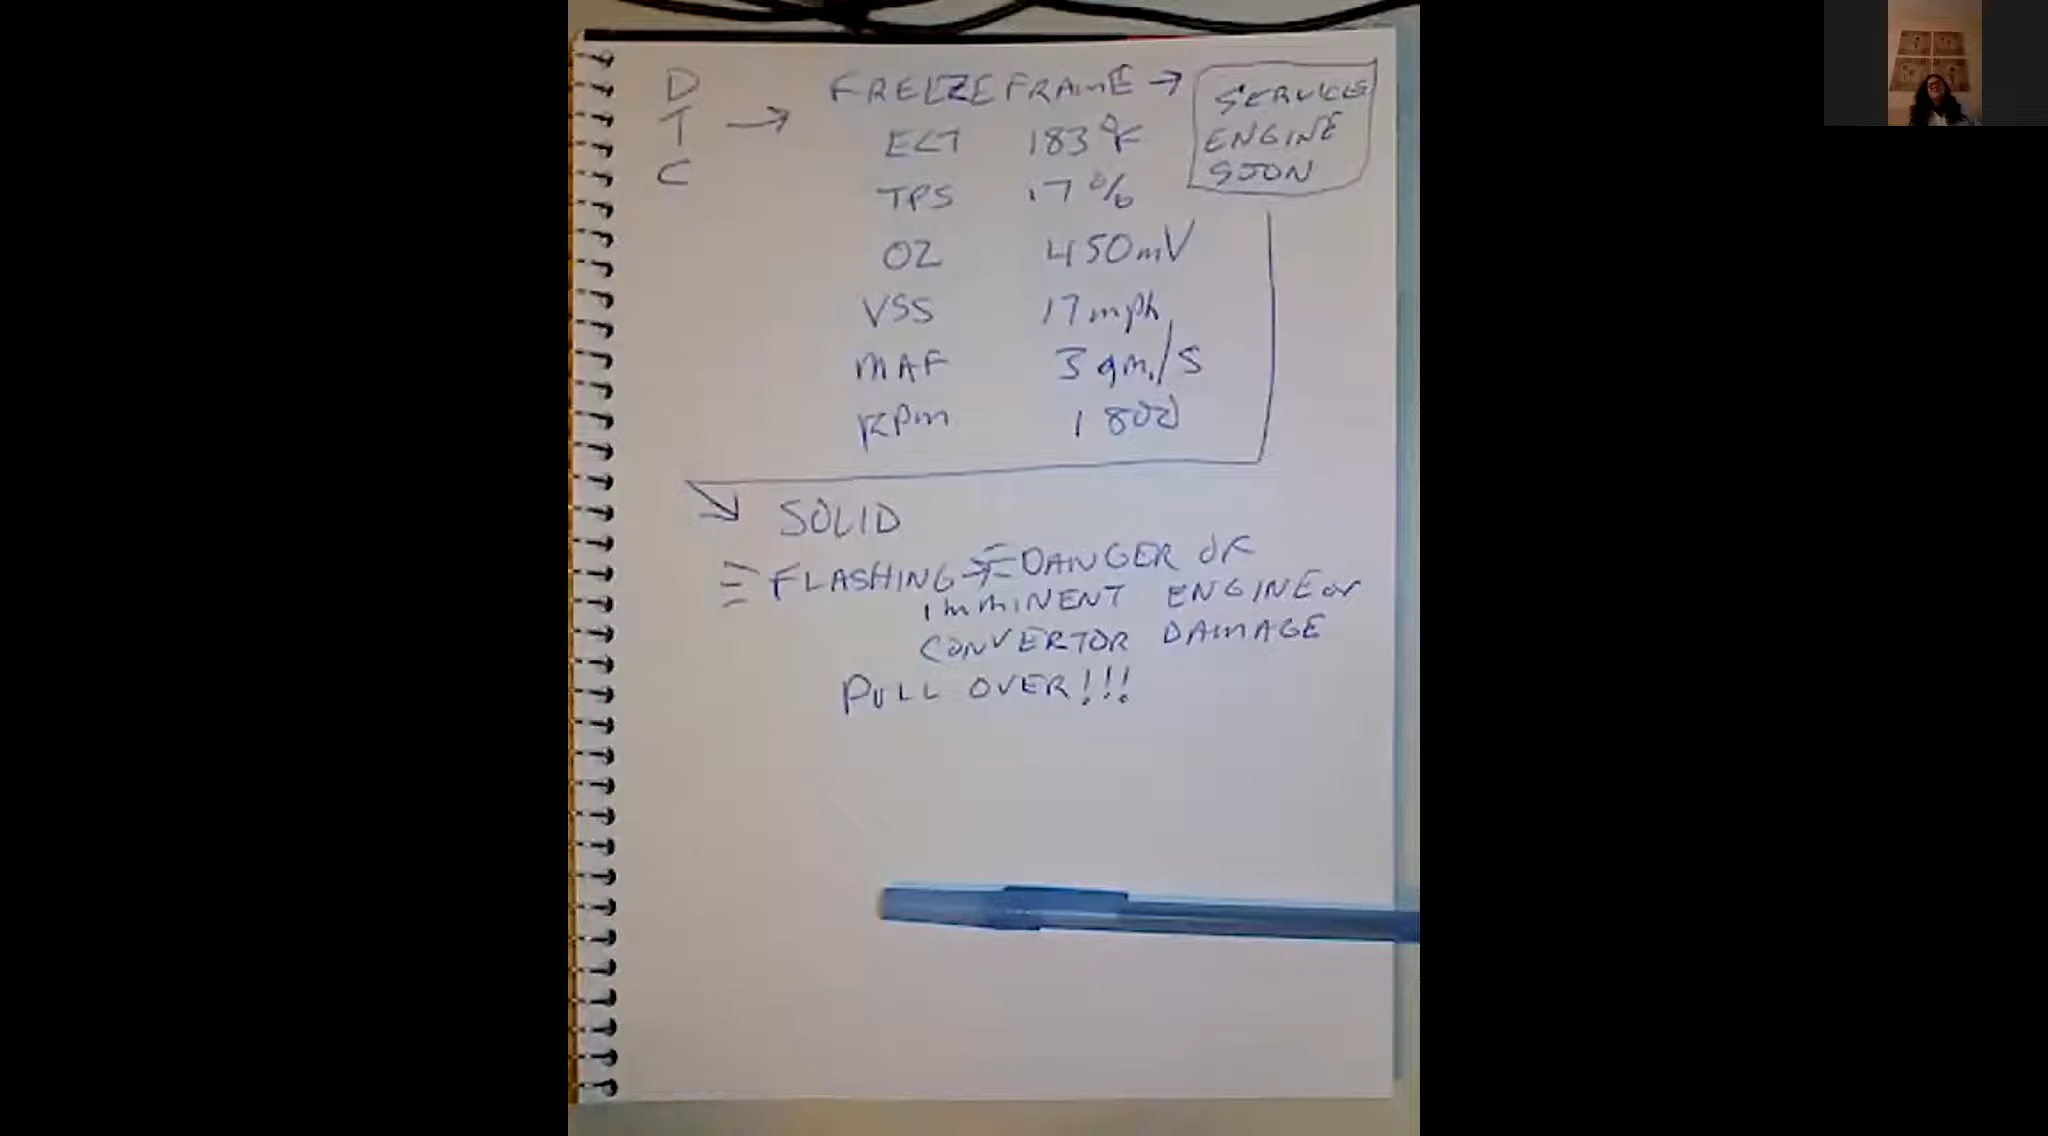 D
T →
C
FREEZE FRAME →
SERVICE
ENGINE
SOON
ECT 183°F
TPS 17%
O2 450mV
VSS 17mph
MAF 3 gm./S
RPM 1800
SOLID
FLASHING → DANGER OF
IMMINENT ENGINE or
CONVERTOR DAMAGE
PULL OVER!!!